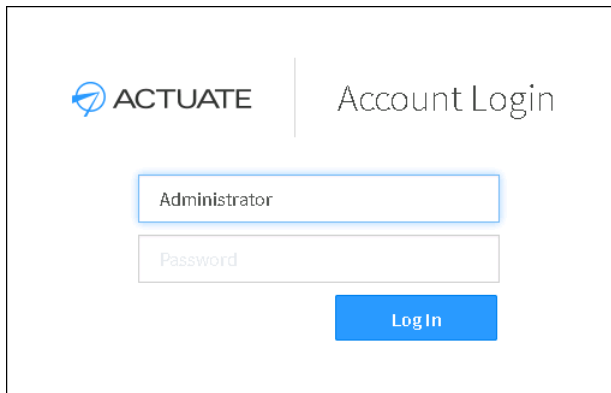 ACTUATE
Account Login
Administrator
Password
Log In